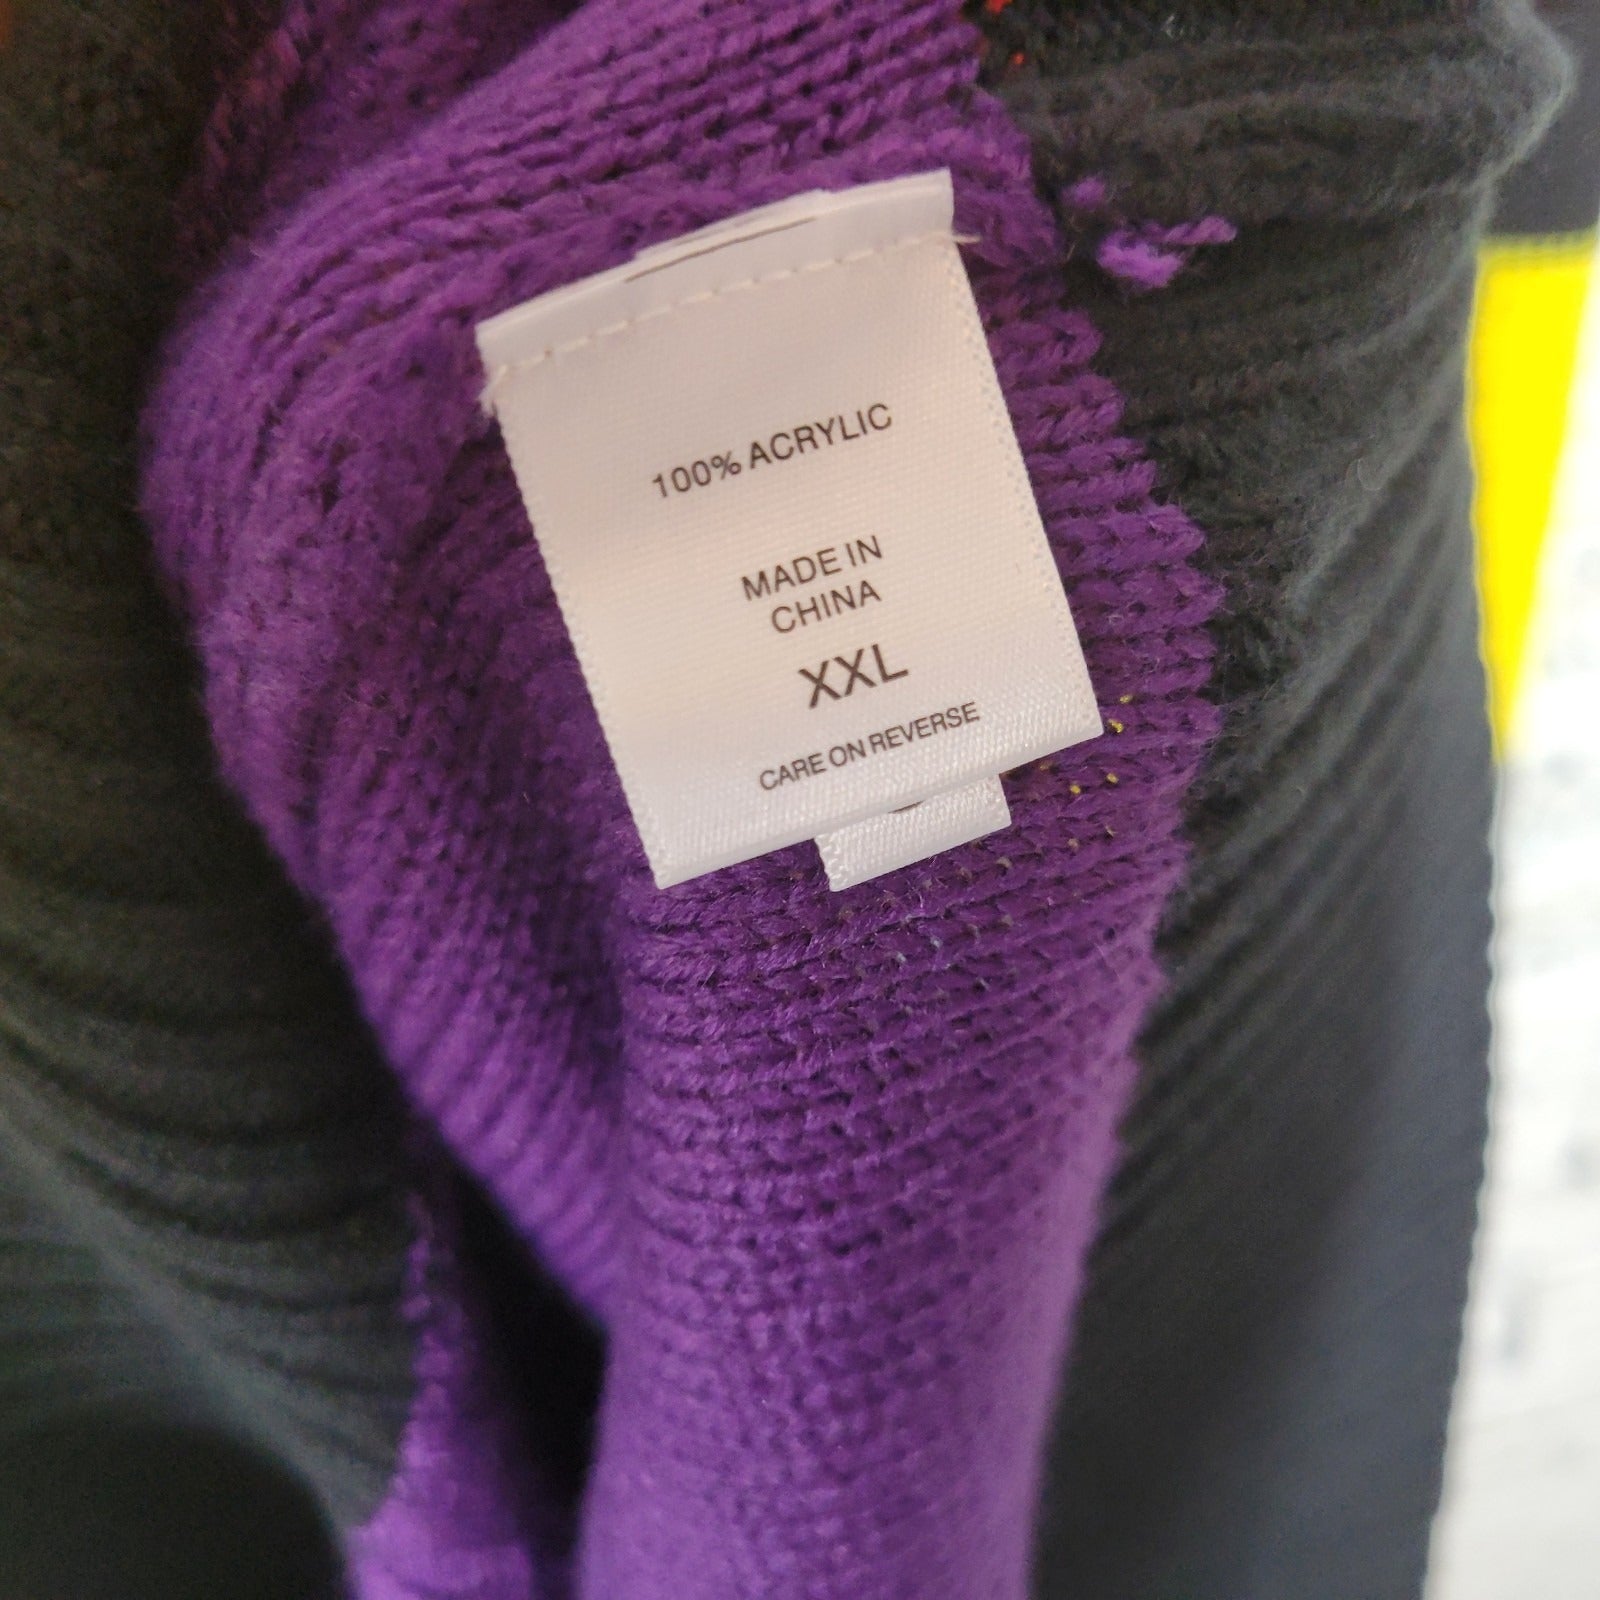 100% ACRYLIC
MADE IN
CHINA
XXL
CARE ON REVERSE